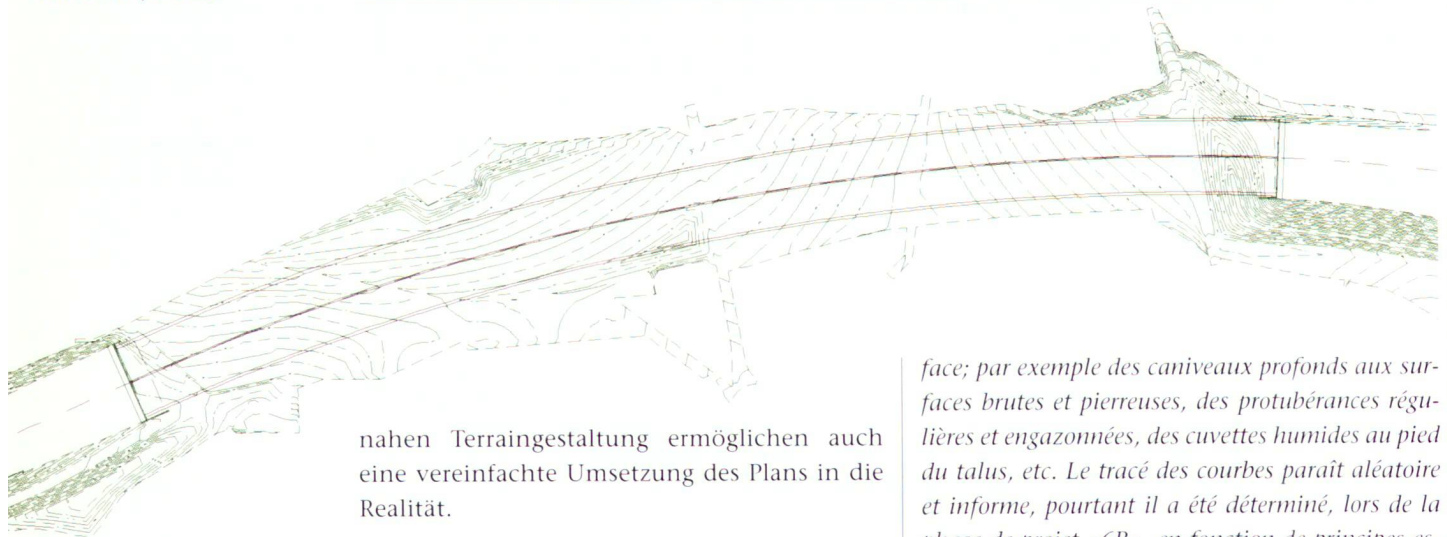 nahen Terraingestaltung ermöglichen auch
eine vereinfachte Umsetzung des Plans in die
Realität.
face; par exemple des caniveaux profonds aux sur-
faces brutes et pierreuses, des protubérances régu-
lières et engazonnées, des cuvettes humides au pied
du talus, etc. Le tracé des courbes paraît aléatoire
et informe, pourtant il a été déterminé, lors de la